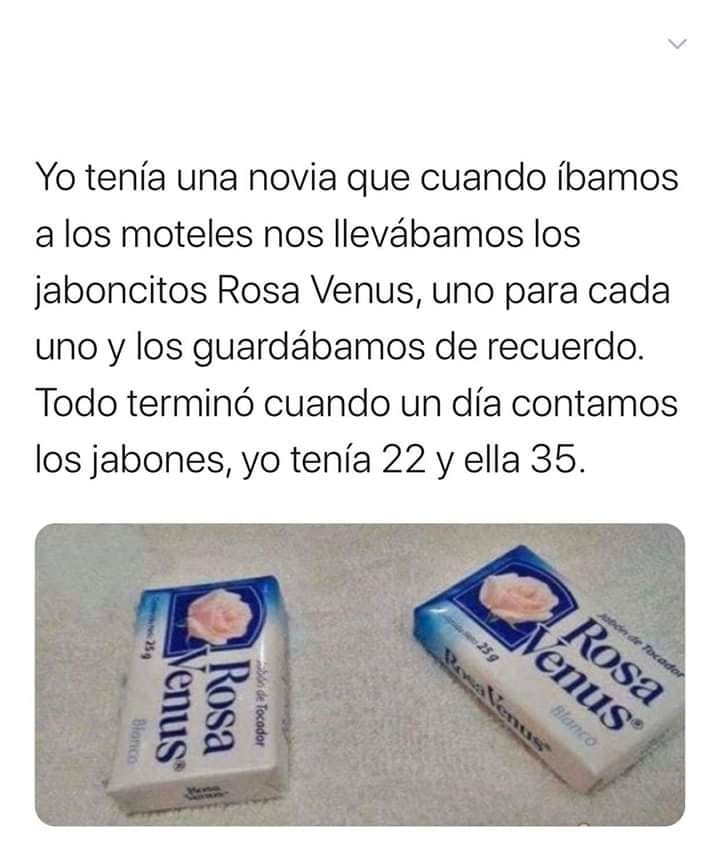 Yo tenía una novia que cuando íbamos
a los moteles nos llevábamos los
jaboncitos Rosa Venus, uno para cada
uno y los guardábamos de recuerdo.
Todo terminó cuando un día contamos
los jabones, yo tenía 22 y ella 35.
Jabón de Tocador
Rosa
Venus®
Blanco
25 g
Rosa
Venus
Jabón de Tocador
Rosa
Venus®
Blanco
25 g
Rosa Venus